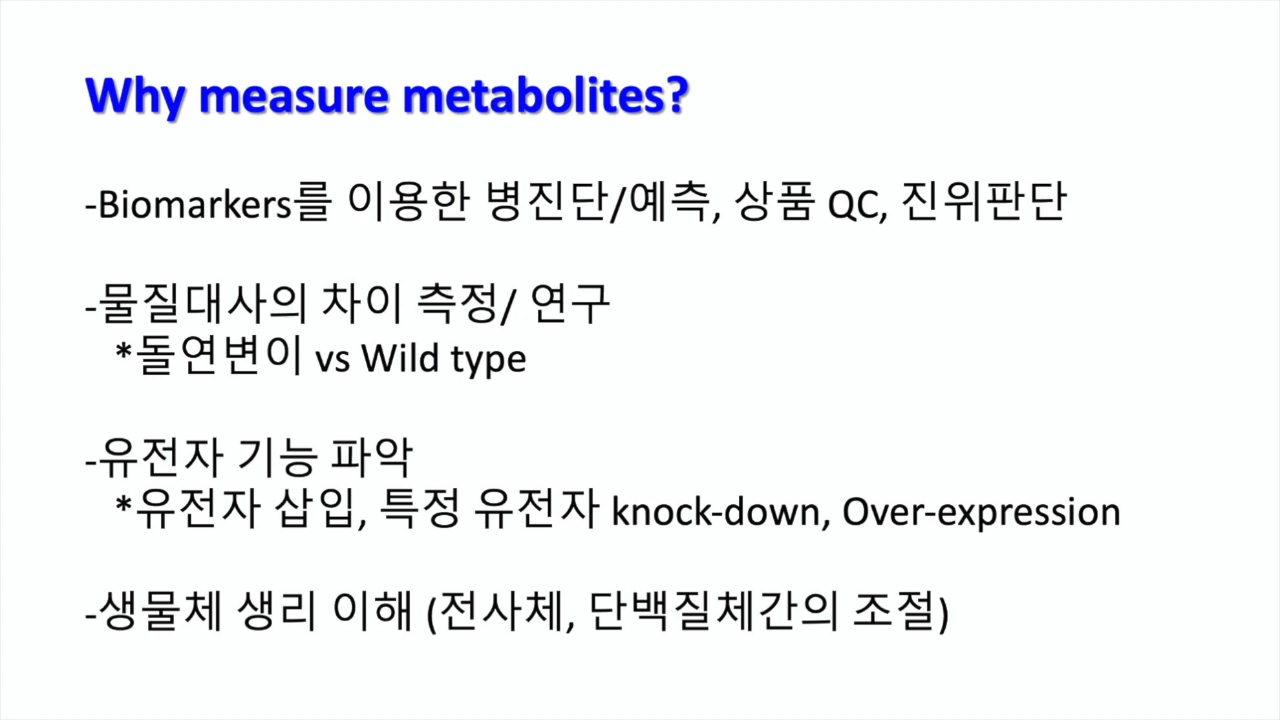 Why measure metabolites?
-Biomarkers를 이용한 병진단/예측, 상품 QC, 진위판단
-물질대사의 차이 측정/ 연구
*돌연변이 vs Wild type
-유전자 기능 파악
*유전자 삽입, 특정 유전자 knock-down, Over-expression
-생물체 생리 이해 (전사체, 단백질체간의 조절)